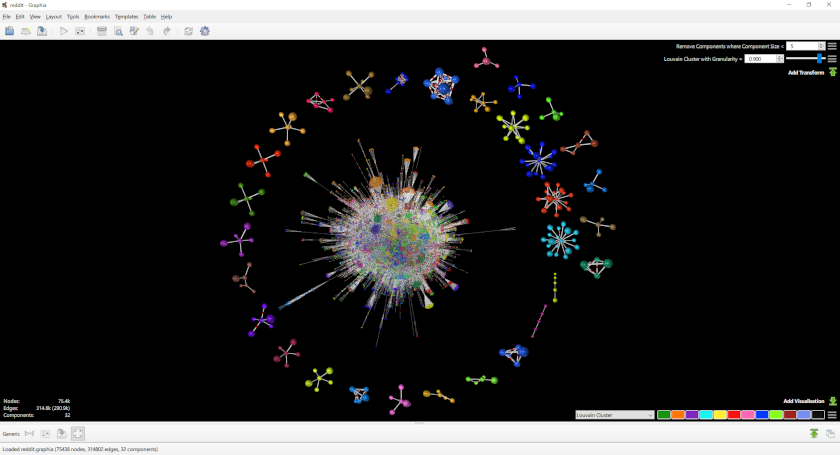 reddit - Graphia
File Edit View Layout Tools Bookmarks Templates Table Help
Remove Components where Component Size < 5
Louvain Cluster with Granularity = 0.900
Add Transform
Nodes: 75.4k
Edges: 314.8k (280.9k)
Components: 32
Add Visualisation
Louvain Cluster
Generic
Loaded reddit.graphia (75438 nodes, 314802 edges, 32 components)